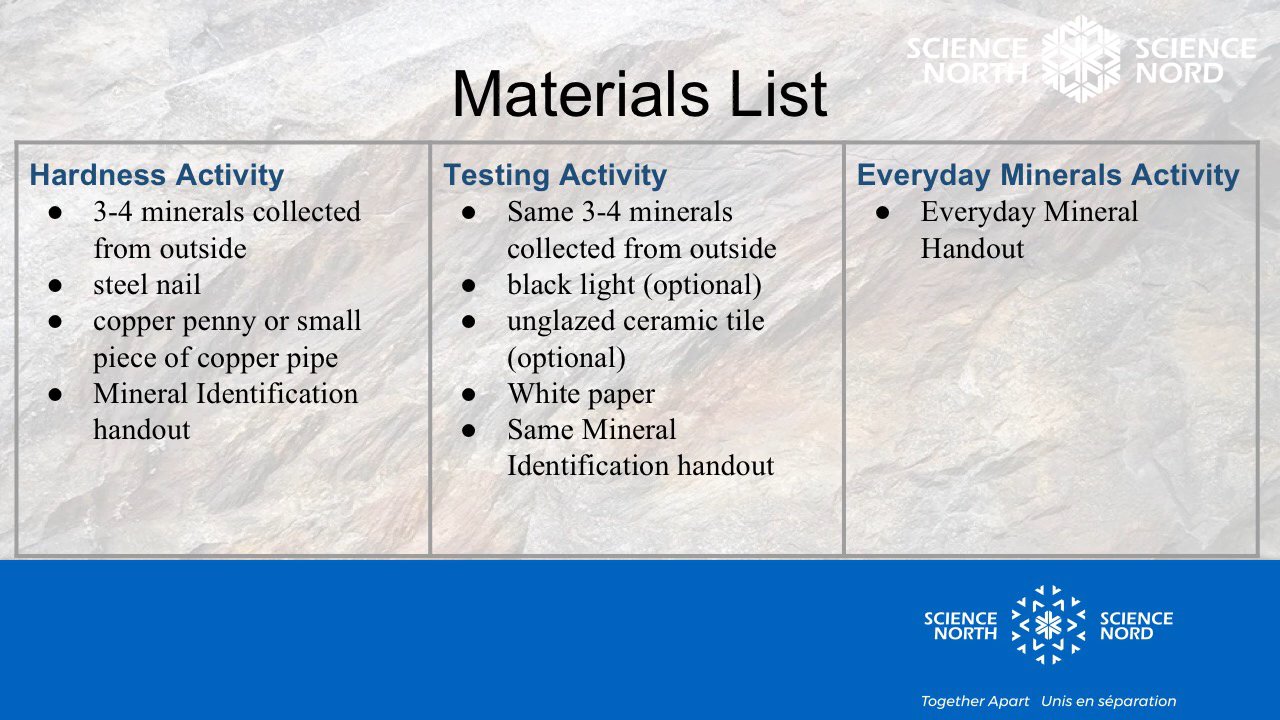 SCIENCE NORTH
SCIENCE NORD
Materials List
Hardness Activity
● 3-4 minerals collected
from outside
● steel nail
● copper penny or small
piece of copper pipe
● Mineral Identification
handout
Testing Activity
● Same 3-4 minerals
collected from outside
● black light (optional)
● unglazed ceramic tile
(optional)
● White paper
● Same Mineral
Identification handout
Everyday Minerals Activity
● Everyday Mineral
Handout
SCIENCE NORTH
SCIENCE NORD
Together Apart Unis en séparation